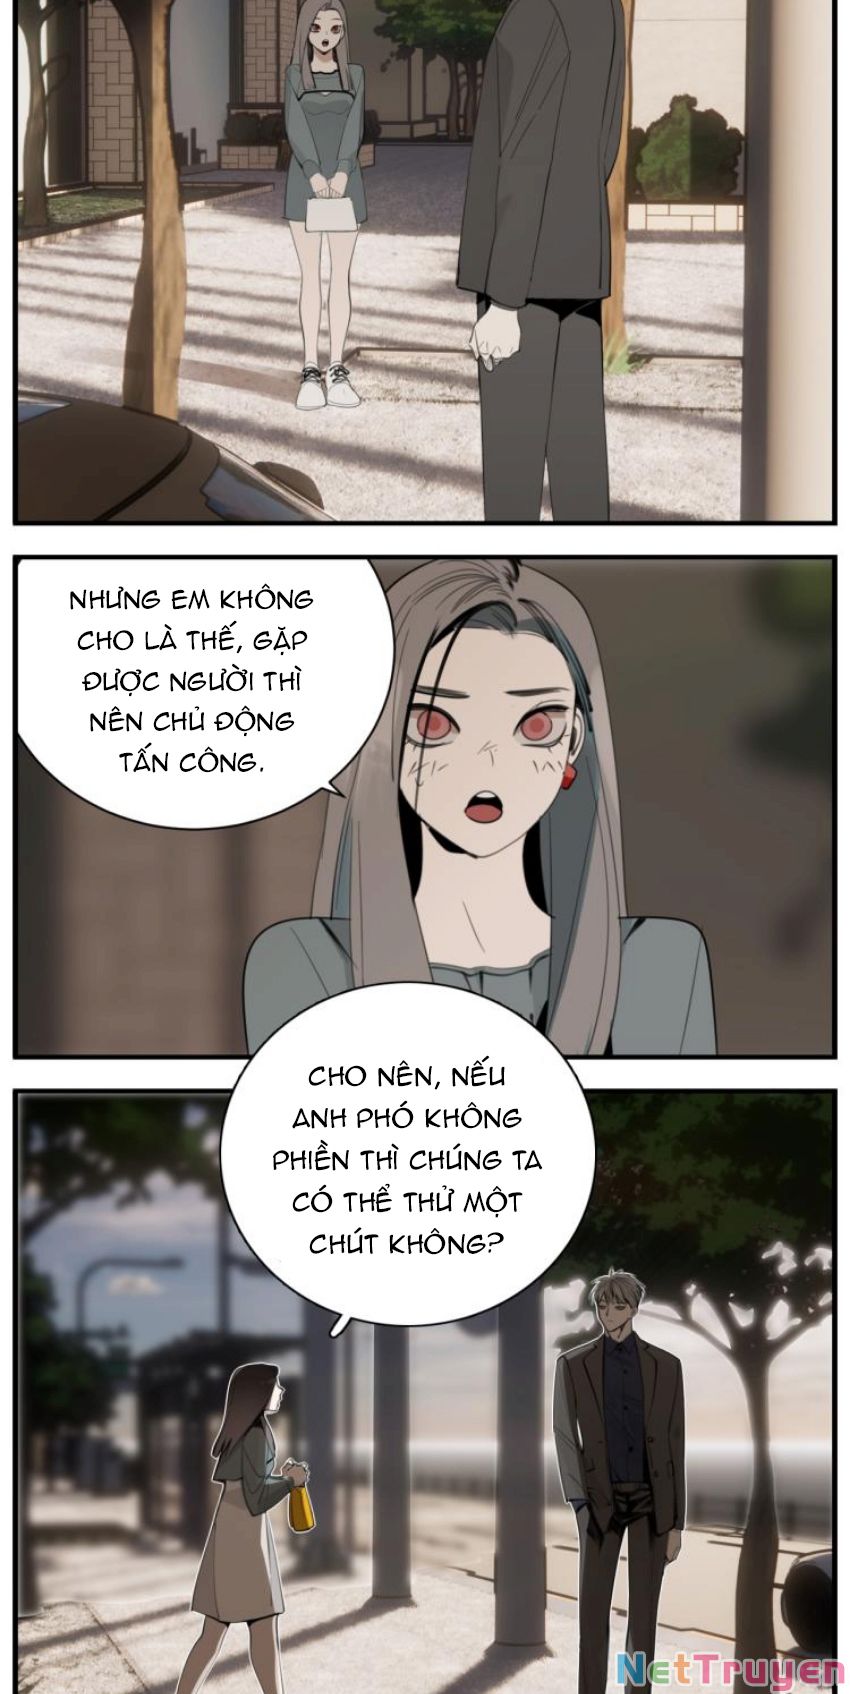 NHƯNG EM KHÔNG
CHO LÀ THẾ, GẶP
ĐƯỢC NGƯỜI THÌ
NÊN CHỦ ĐỘNG
TẤN CÔNG.
CHO NÊN, NẾU
ANH PHÓ KHÔNG
PHIỀN THÌ CHÚNG TA
CÓ THỂ THỬ MỘT
CHÚT KHÔNG?
NetTruyen